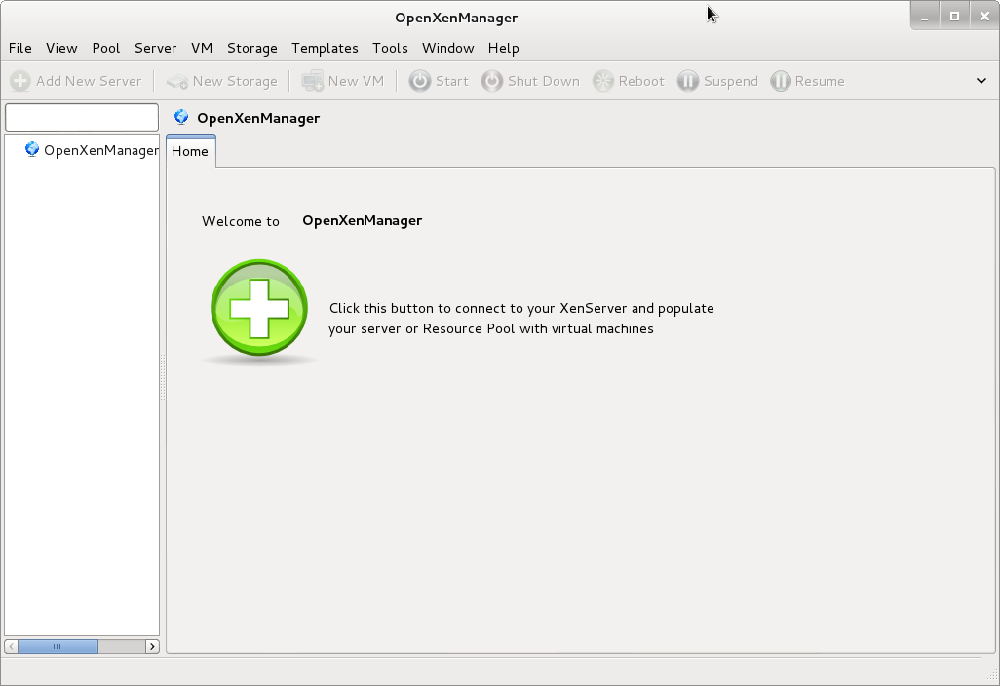 OpenXenManager
File View Pool Server VM Storage Templates Tools Window Help
Add New Server New Storage New VM Start Shut Down Reboot Suspend Resume
OpenXenManager
OpenXenManager
Home
Welcome to OpenXenManager
Click this button to connect to your XenServer and populate
your server or Resource Pool with virtual machines